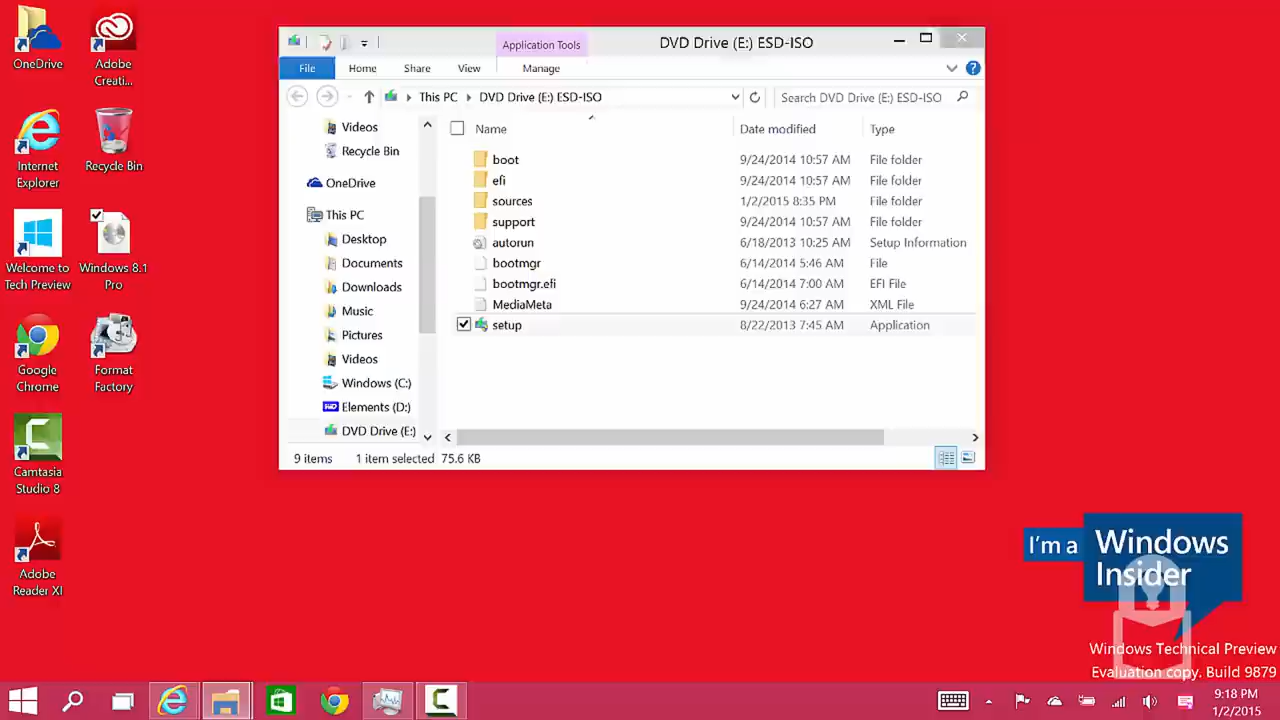 OneDrive
Adobe
Creati...
Internet
Explorer
Recycle Bin
Welcome to
Tech Preview
Windows 8.1
Pro
Google
Chrome
Format
Factory
Camtasia
Studio 8
Adobe
Reader XI
Application Tools
DVD Drive (E:) ESD-ISO
File
Home
Share
View
Manage
This PC
DVD Drive (E:) ESD-ISO
Search DVD Drive (E:) ESD-ISO
Videos
Recycle Bin
OneDrive
This PC
Desktop
Documents
Downloads
Music
Pictures
Videos
Windows (C:)
Elements (D:)
DVD Drive (E:)
Name Date modified Type
boot 9/24/2014 10:57 AM File folder
efi 9/24/2014 10:57 AM File folder
sources 1/2/2015 8:35 PM File folder
support 9/24/2014 10:57 AM File folder
autorun 6/18/2013 10:25 AM Setup Information
bootmgr 6/14/2014 5:46 AM File
bootmgr.efi 6/14/2014 7:00 AM EFI File
MediaMeta 9/24/2014 6:27 AM XML File
setup 8/22/2013 7:45 AM Application
9 items 1 item selected 75.6 KB
I'm a Windows
Insider
Windows Technical Preview
Evaluation copy. Build 9879
9:18 PM
1/2/2015